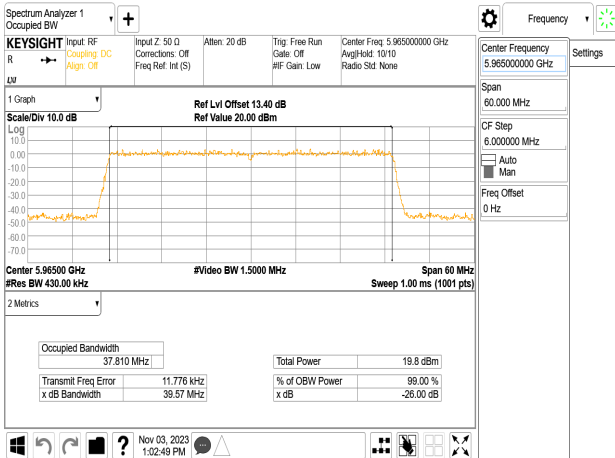 Spectrum Analyzer 1
Occupied BW
Frequency
KEYSIGHT
R
Input: RF
Coupling: DC
Align: Off
Input Z: 50 Ω
Corrections: Off
Freq Ref: Int (S)
Atten: 20 dB
Trig: Free Run
Gate: Off
#IF Gain: Low
Center Freq: 5.965000000 GHz
Avg|Hold: 10/10
Radio Std: None
LXI
Center Frequency
5.965000000 GHz
Settings
Span
60.000 MHz
CF Step
6.000000 MHz
Auto
Man
Freq Offset
0 Hz
1 Graph
Scale/Div 10.0 dB
Ref Lvl Offset 13.40 dB
Ref Value 20.00 dBm
Log
10.0
0.00
-10.0
-20.0
-30.0
-40.0
-50.0
-60.0
-70.0
Center 5.96500 GHz
#Video BW 1.5000 MHz
Span 60 MHz
#Res BW 430.00 kHz
Sweep 1.00 ms (1001 pts)
2 Metrics
Occupied Bandwidth
37.810 MHz
Total Power 19.8 dBm
Transmit Freq Error 11.776 kHz
% of OBW Power 99.00 %
x dB Bandwidth 39.57 MHz
x dB -26.00 dB
?
Nov 03, 2023
1:02:49 PM